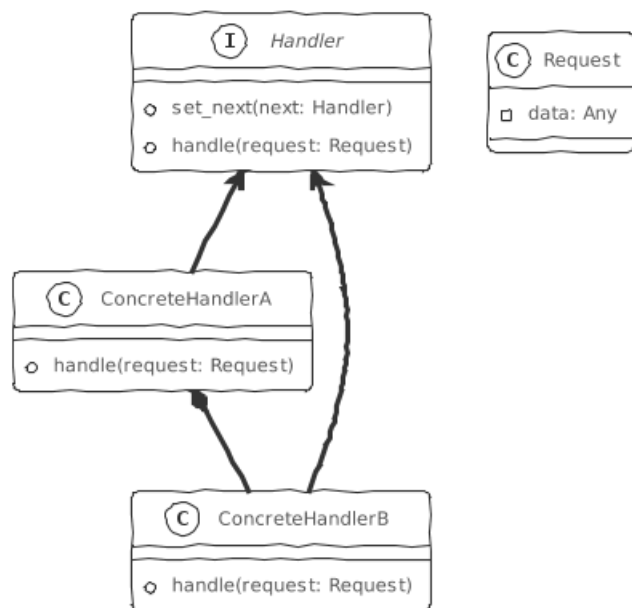 I Handler
set_next(next: Handler)
handle(request: Request)
C Request
data: Any
C ConcreteHandlerA
handle(request: Request)
C ConcreteHandlerB
handle(request: Request)